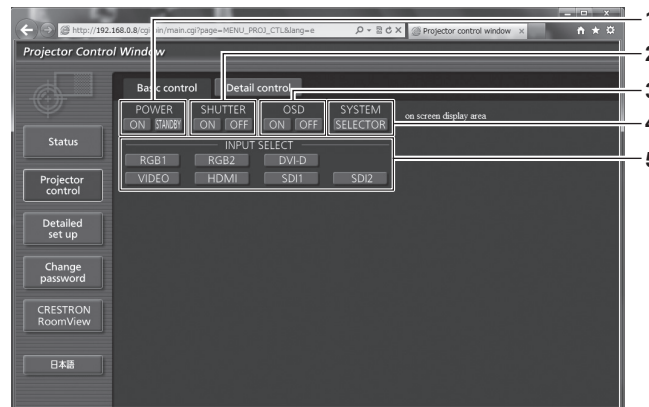 http://192.168.0.8/cgi-bin/main.cgi?page=MENU_PROJ_CTL&lang=e
Projector control window
Projector Control Window
Basic control
Detail control
POWER
ON STANDBY
SHUTTER
ON OFF
OSD
ON OFF
SYSTEM
SELECTOR
on screen display area
INPUT SELECT
RGB1 RGB2 DVI-D
VIDEO HDMI SDI1 SDI2
Status
Projector
control
Detailed
set up
Change
password
CRESTRON
RoomView
日本語
1
2
3
4
5